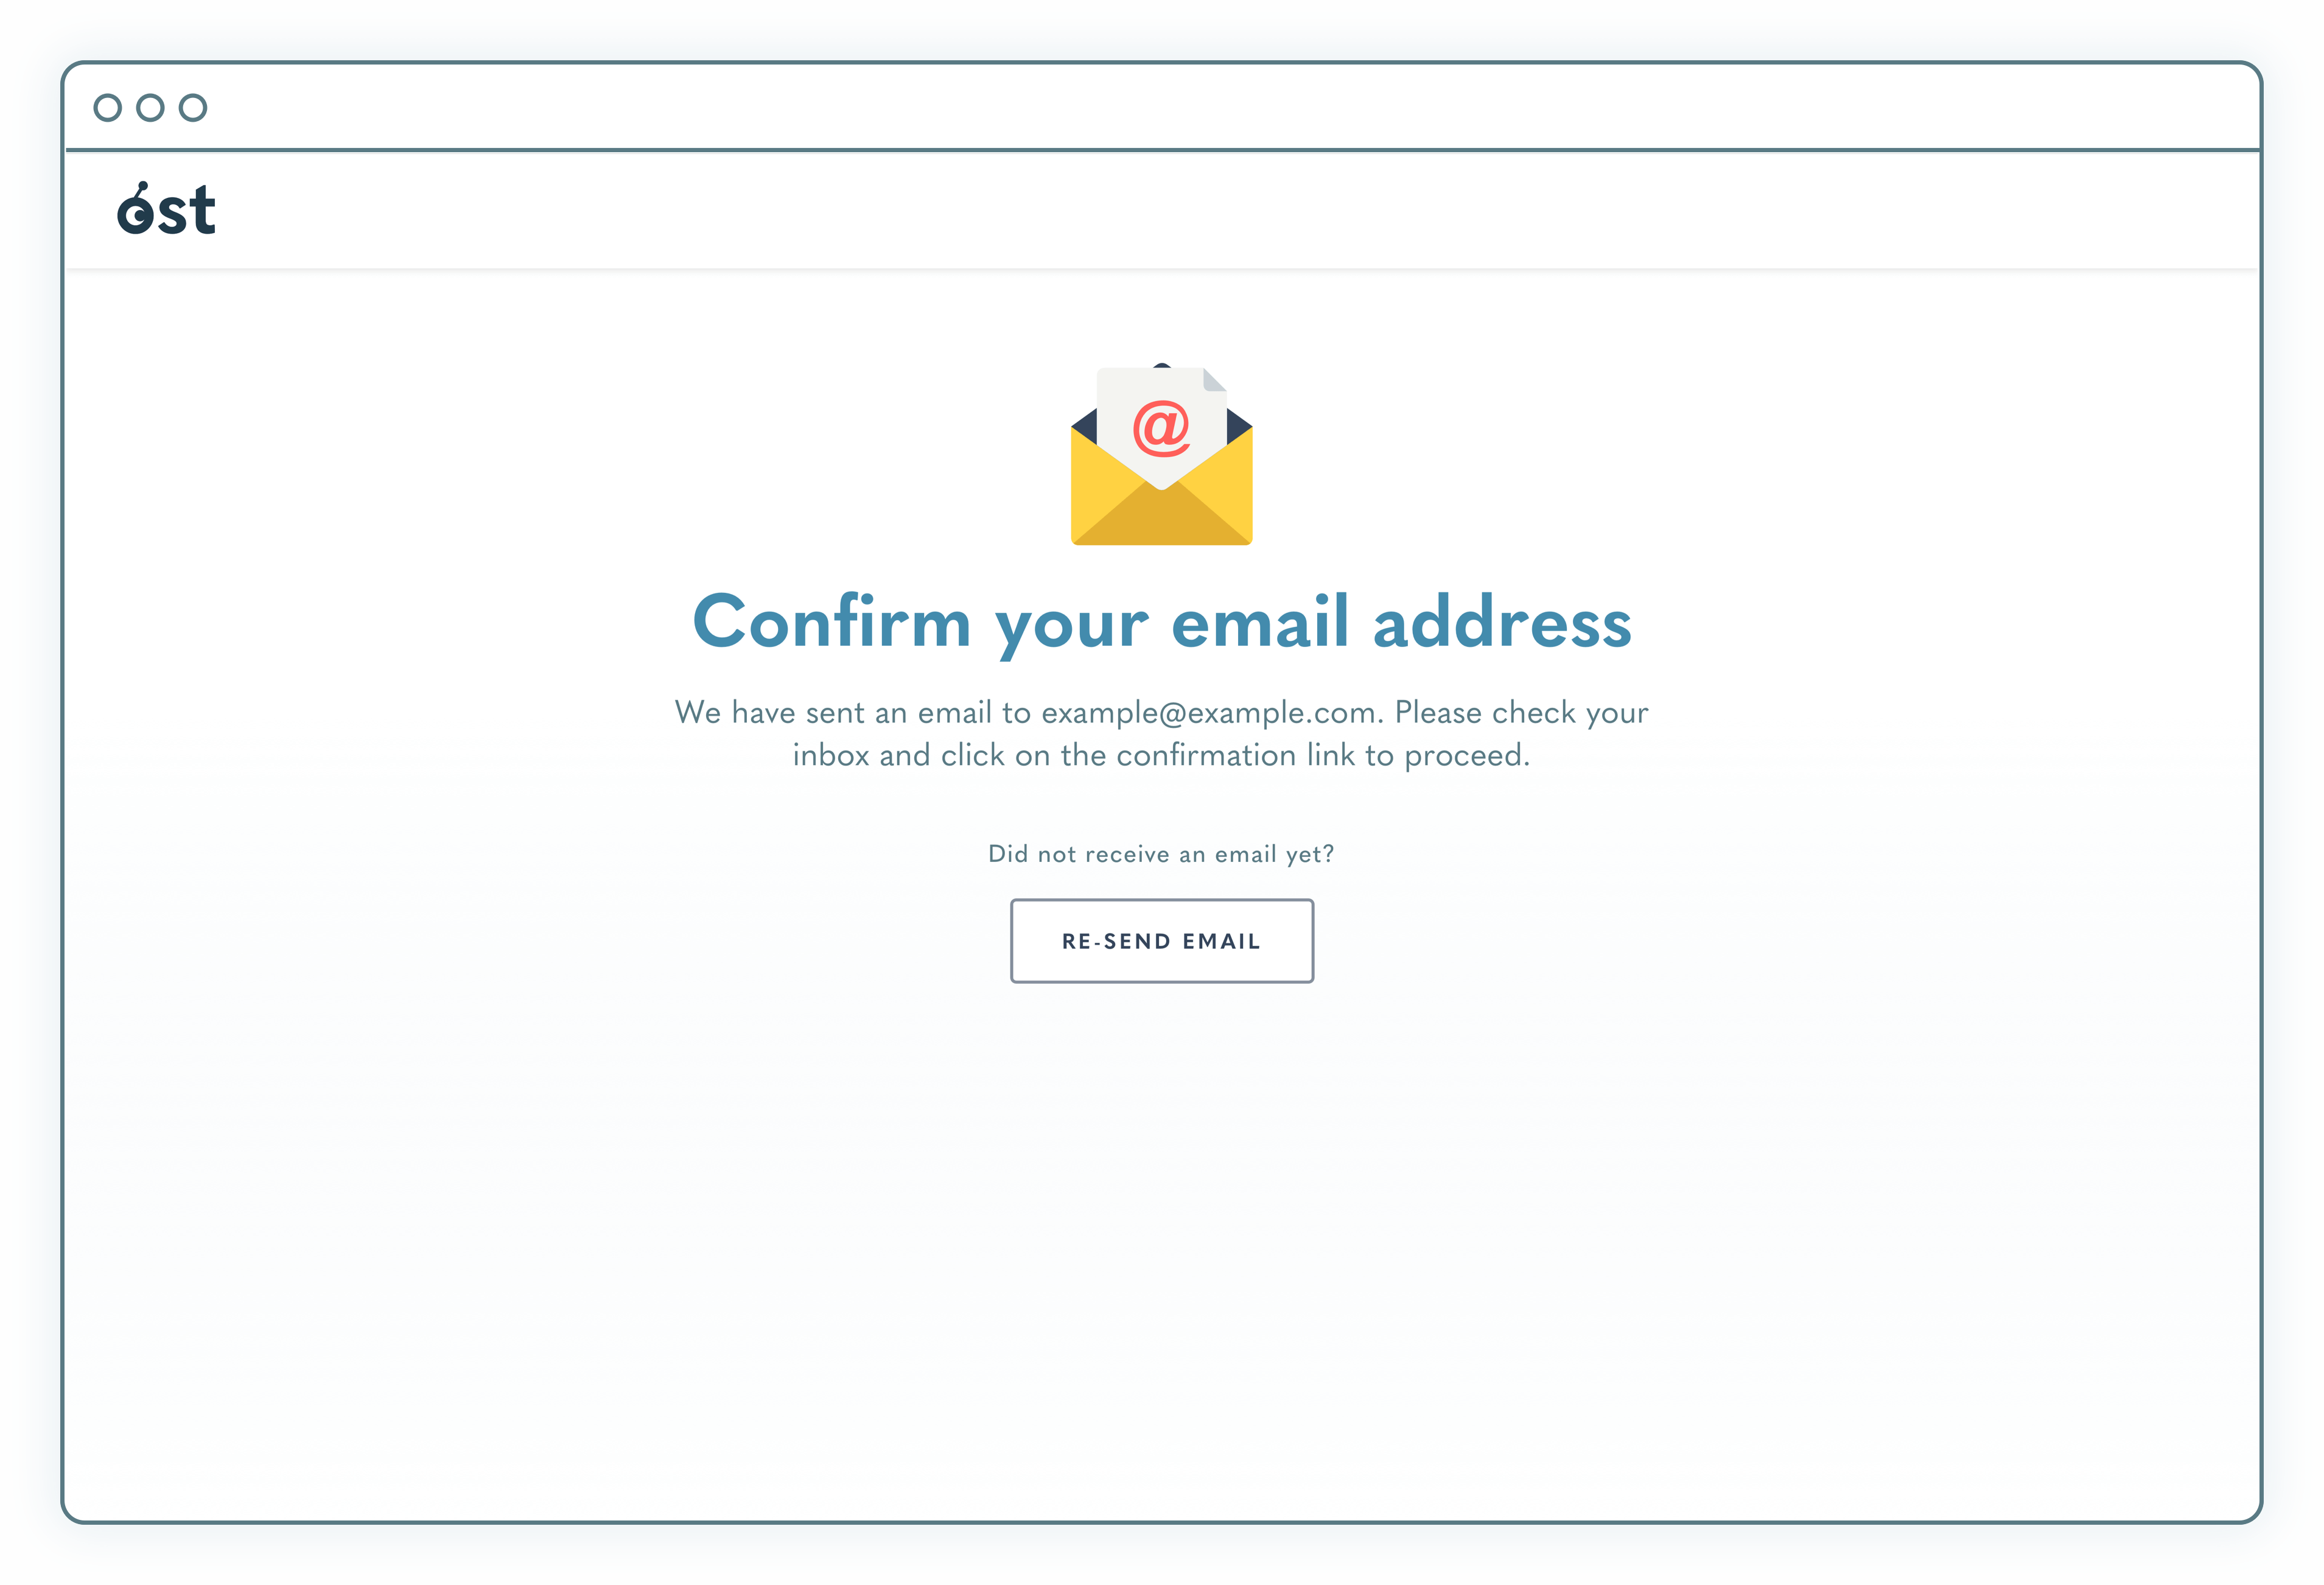 ost
@
Confirm your email address
We have sent an email to example@example.com. Please check your
inbox and click on the confirmation link to proceed.
Did not receive an email yet?
RE-SEND EMAIL